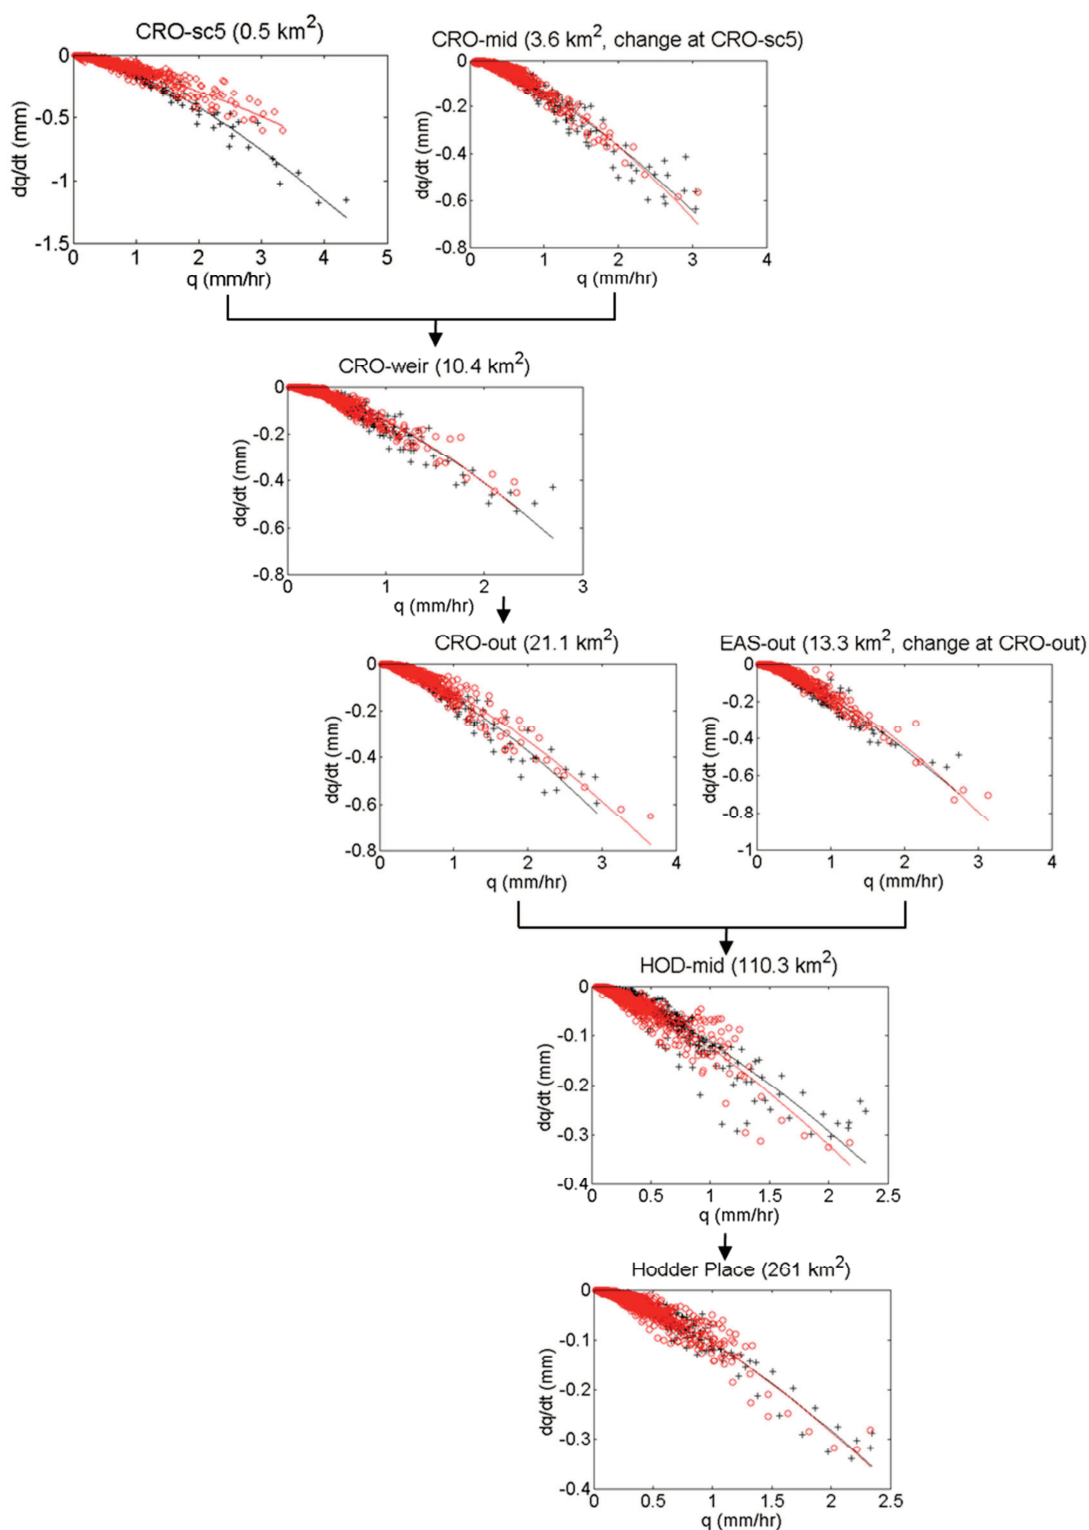 CRO-sc5 (0.5 km²)
0
-0.5
-1
-1.5
dq/dt (mm)
0 1 2 3 4 5
q (mm/hr)
CRO-mid (3.6 km², change at CRO-sc5)
0
-0.2
-0.4
-0.6
-0.8
dq/dt (mm)
0 1 2 3 4
q (mm/hr)
CRO-weir (10.4 km²)
0
-0.2
-0.4
-0.6
-0.8
dq/dt (mm)
0 1 2 3
q (mm/hr)
CRO-out (21.1 km²)
0
-0.2
-0.4
-0.6
-0.8
dq/dt (mm)
0 1 2 3 4
q (mm/hr)
EAS-out (13.3 km², change at CRO-out)
0
-0.2
-0.4
-0.6
-0.8
-1
dq/dt (mm)
0 1 2 3 4
q (mm/hr)
HOD-mid (110.3 km²)
0
-0.1
-0.2
-0.3
-0.4
dq/dt (mm)
0 0.5 1 1.5 2 2.5
q (mm/hr)
Hodder Place (261 km²)
0
-0.1
-0.2
-0.3
-0.4
dq/dt (mm)
0 0.5 1 1.5 2 2.5
q (mm/hr)